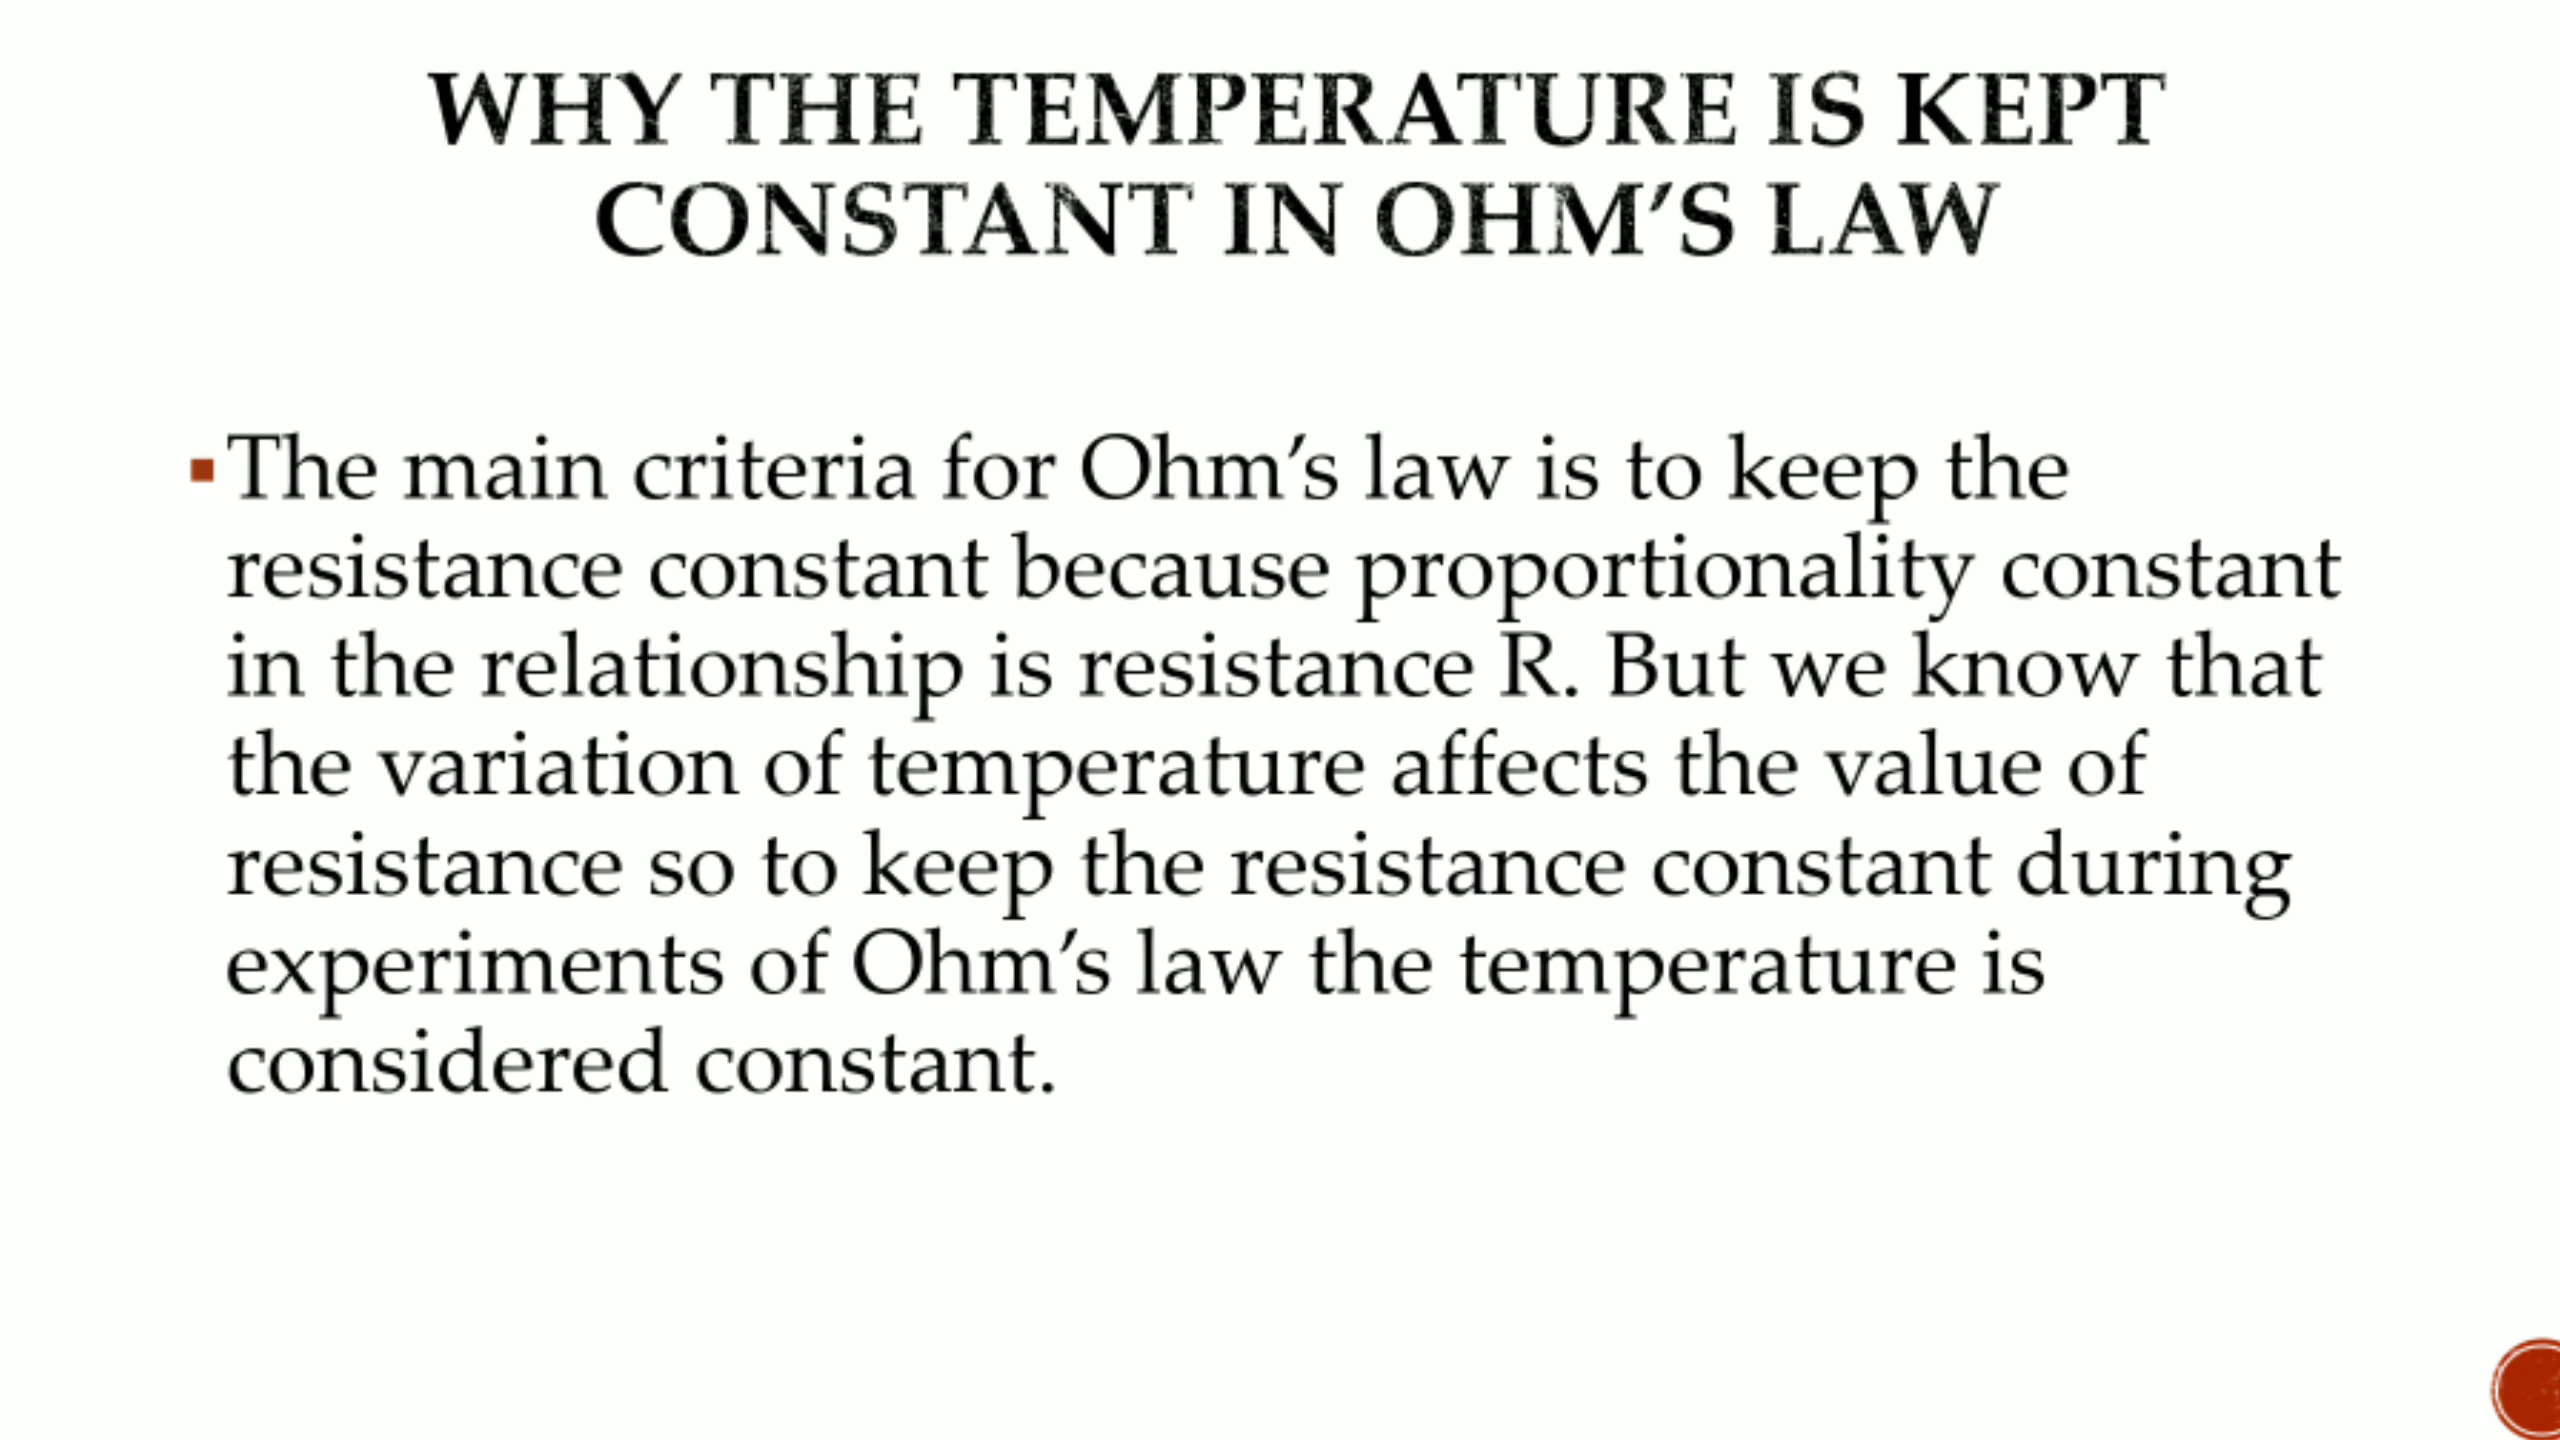 WHY THE TEMPERATURE IS KEPT
CONSTANT IN OHM’S LAW
▪The main criteria for Ohm’s law is to keep the
resistance constant because proportionality constant
in the relationship is resistance R. But we know that
the variation of temperature affects the value of
resistance so to keep the resistance constant during
experiments of Ohm’s law the temperature is
considered constant.